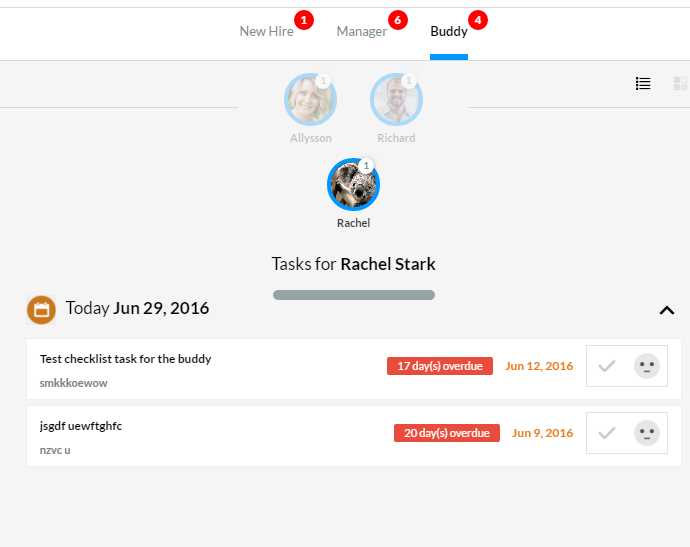 New Hire 1 Manager 6 Buddy 4
1 1
Allysson Richard
1
Rachel
Tasks for Rachel Stark
Today Jun 29, 2016
Test checklist task for the buddy 17 day(s) overdue Jun 12, 2016
smkkkoewow
jsgdf uewftghfc 20 day(s) overdue Jun 9, 2016
nzvc u